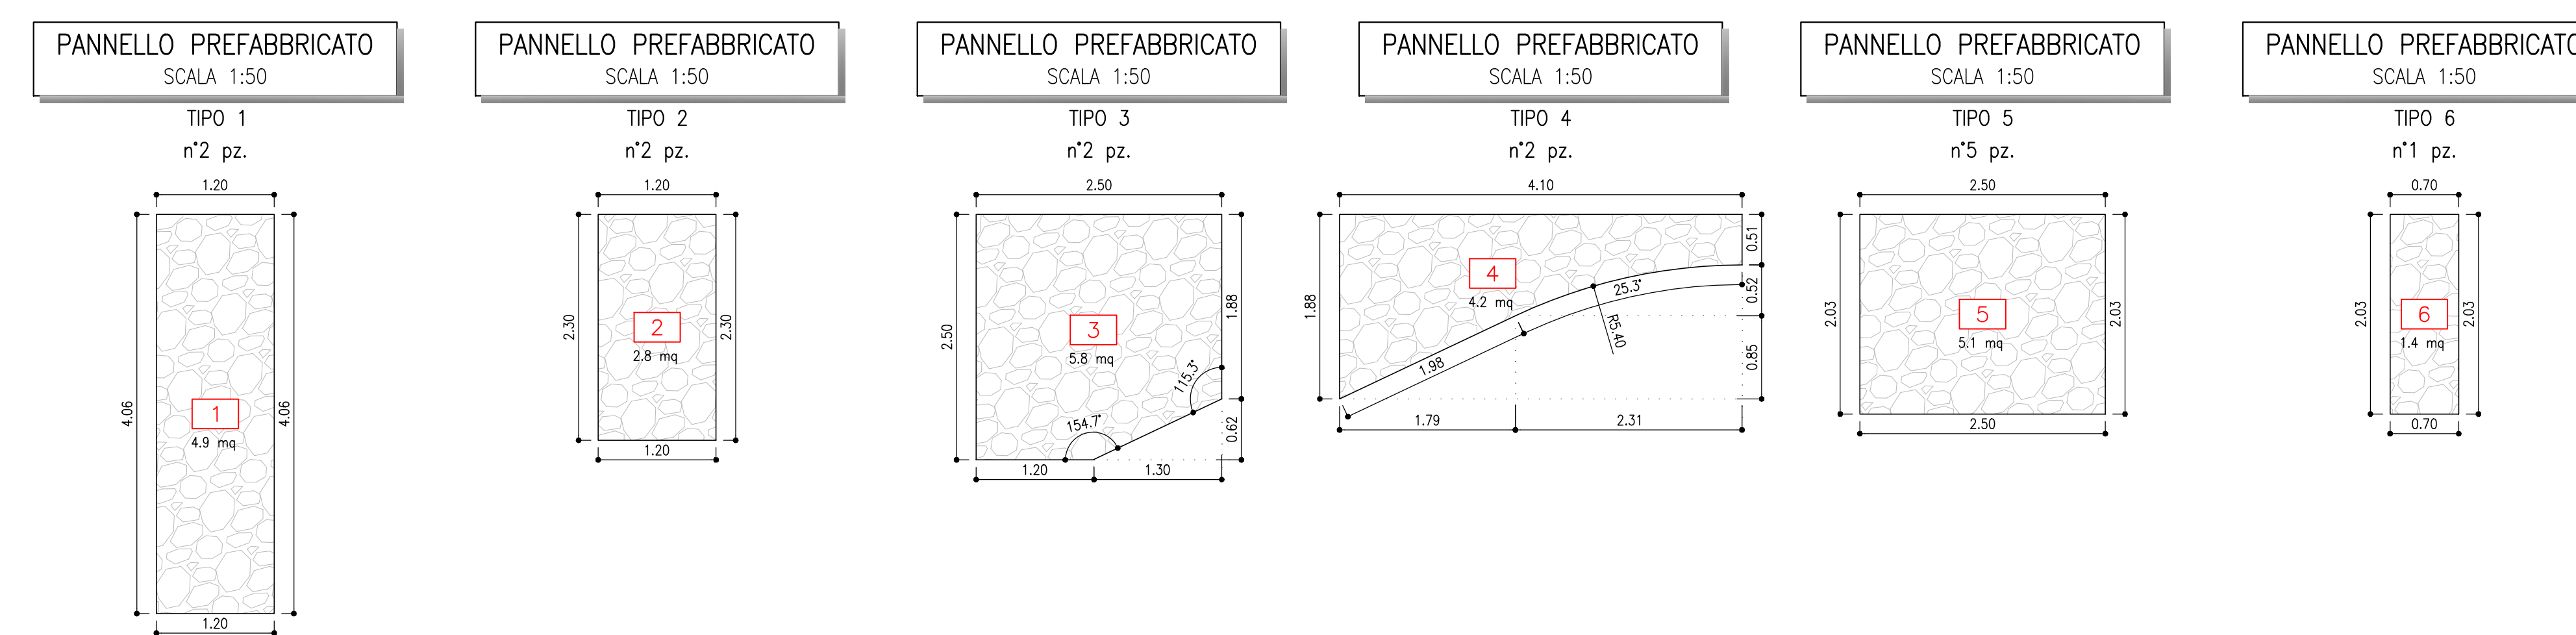 PANNELLO PREFABBRICATO
SCALA 1:50
TIPO 1
n°2 pz.
1.20
4.06
4.06
1
4.9 mq
1.20
PANNELLO PREFABBRICATO
SCALA 1:50
TIPO 2
n°2 pz.
1.20
2.30
2.30
2
2.8 mq
1.20
PANNELLO PREFABBRICATO
SCALA 1:50
TIPO 3
n°2 pz.
2.50
2.50
1.88
3
5.8 mq
115.3°
154.7°
0.62
1.20
1.30
PANNELLO PREFABBRICATO
SCALA 1:50
TIPO 4
n°2 pz.
4.10
1.88
0.51
4
4.2 mq
25.3°
0.52
R5.40
1.98
0.85
1.79
2.31
PANNELLO PREFABBRICATO
SCALA 1:50
TIPO 5
n°5 pz.
2.50
2.03
2.03
5
5.1 mq
2.50
PANNELLO PREFABBRICATO
SCALA 1:50
TIPO 6
n°1 pz.
0.70
2.03
2.03
6
1.4 mq
0.70